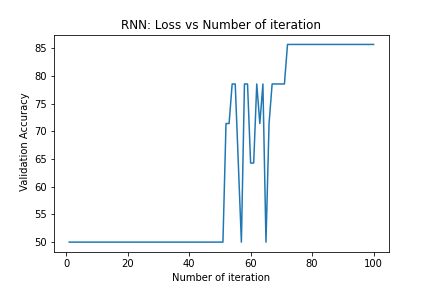 RNN: Loss vs Number of iteration
85
80
75
70
65
60
55
50
Validation Accuracy
0 20 40 60 80 100
Number of iteration